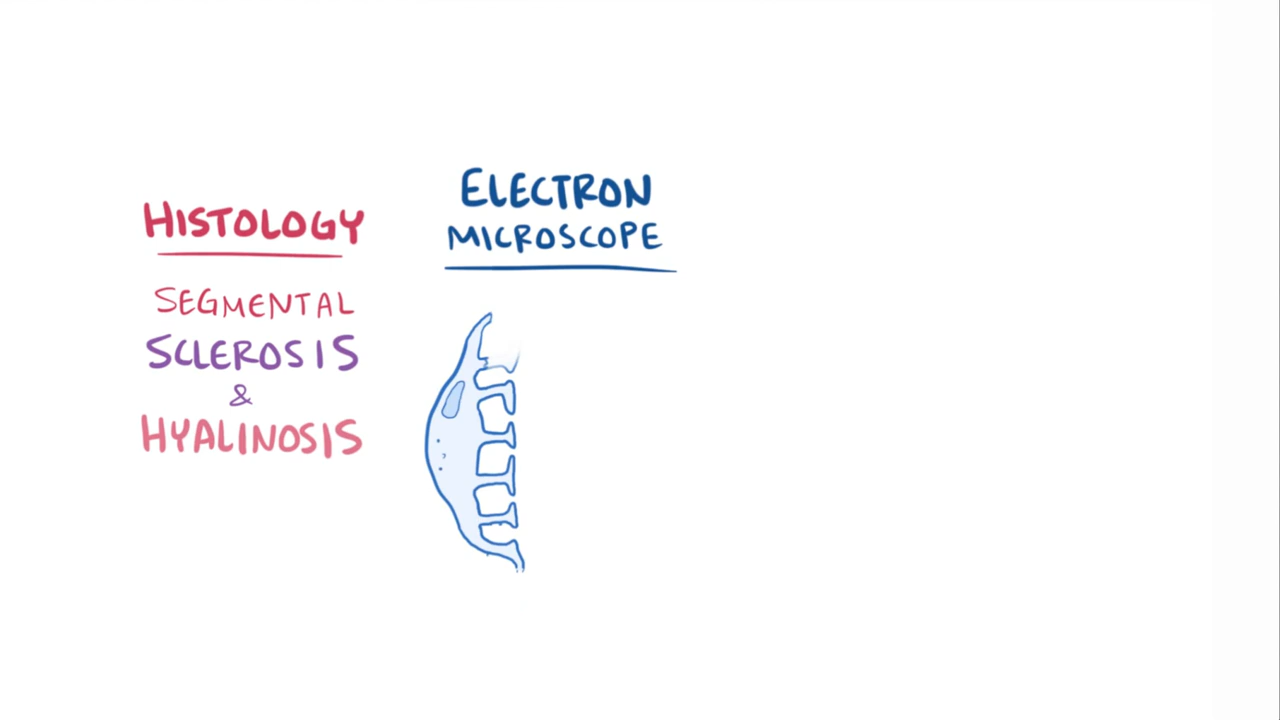 HISTOLOGY
SEGMENTAL
SCLEROSIS
&
HYALINOSIS
ELECTRON
MICROSCOPE